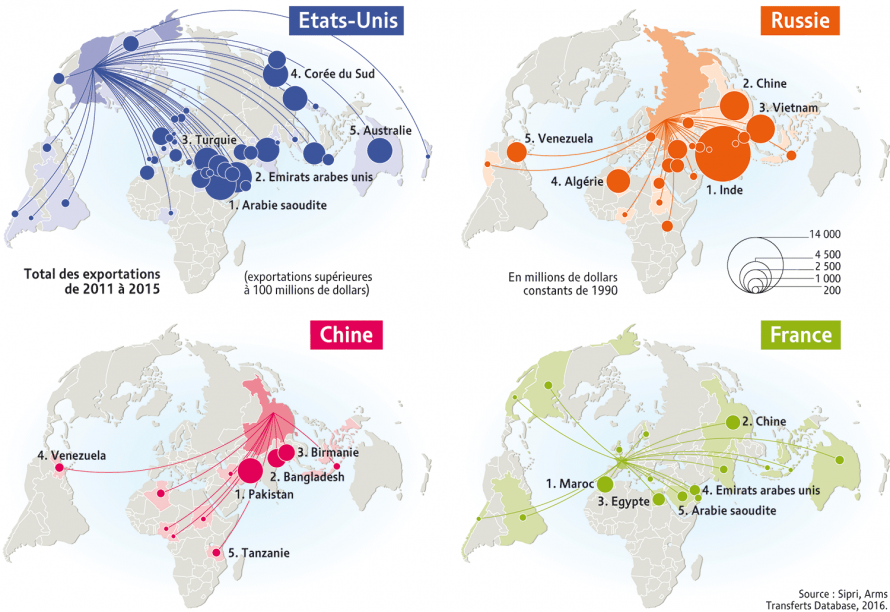 Etats-Unis
4. Corée du Sud
3. Turquie
5. Australie
2. Emirats arabes unis
1. Arabie saoudite
Total des exportations
de 2011 à 2015
(exportations supérieures
à 100 millions de dollars)
Russie
2. Chine
3. Vietnam
5. Venezuela
4. Algérie
1. Inde
En millions de dollars
constants de 1990
14 000
4 500
2 500
1 000
200
Chine
4. Venezuela
3. Birmanie
2. Bangladesh
1. Pakistan
5. Tanzanie
France
2. Chine
1. Maroc
4. Emirats arabes unis
3. Egypte
5. Arabie saoudite
Source : Sipri, Arms
Transferts Database, 2016.